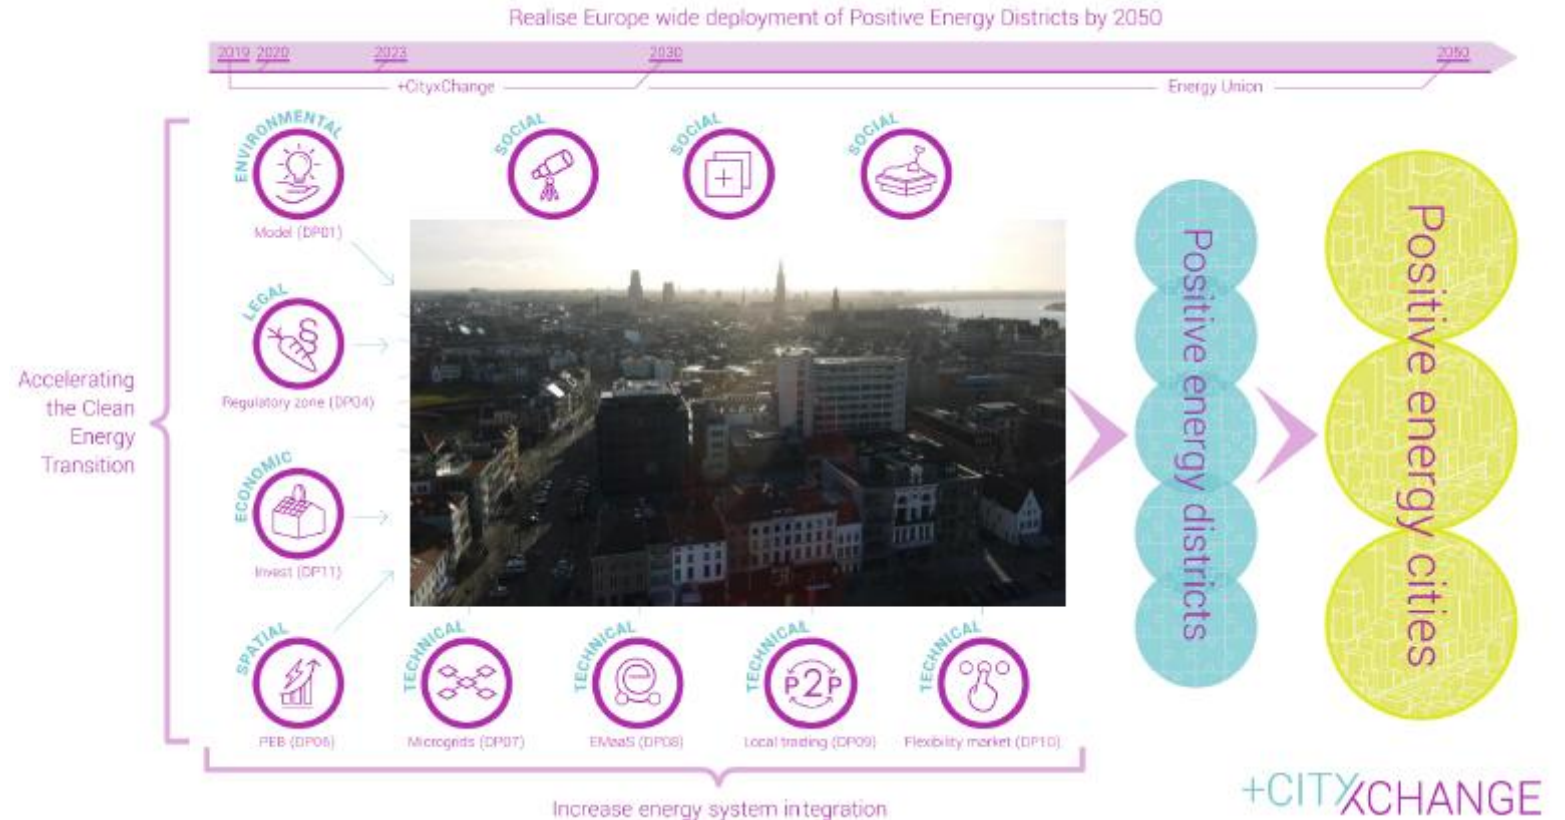 Realise Europe wide deployment of Positive Energy Districts by 2050
2019 2020 2023 2030 2050
+CityxChange Energy Union
ENVIRONMENTAL SOCIAL SOCIAL SOCIAL
Model (DP01)
LEGAL
Regulatory zone (DP04)
Accelerating
the Clean
Energy
Transition
ECONOMIC
Invest (DP11)
SPATIAL TECHNICAL TECHNICAL TECHNICAL TECHNICAL
P2P
PEB (DP06) Microgrids (DP07) EMaaS (DP08) Local trading (DP09) Flexibility market (DP10)
Increase energy system integration
Positive energy districts
Positive energy cities
+CITYXCHANGE